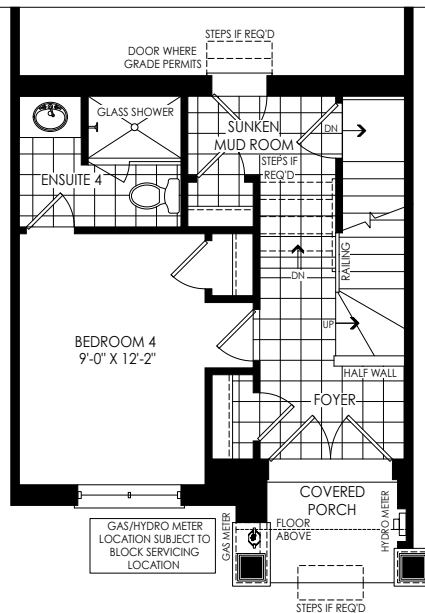 STEPS IF REQ'D
DOOR WHERE
GRADE PERMITS
GLASS SHOWER
SUNKEN
MUD ROOM
DN
STEPS IF
REQ'D
ENSUITE 4
RAILING
DN
UP
BEDROOM 4
9'-0" X 12'-2"
HALF WALL
FOYER
COVERED
PORCH
GAS METER
FLOOR
ABOVE
HYDRO METER
GAS/HYDRO METER
LOCATION SUBJECT TO
BLOCK SERVICING
LOCATION
STEPS IF REQ'D